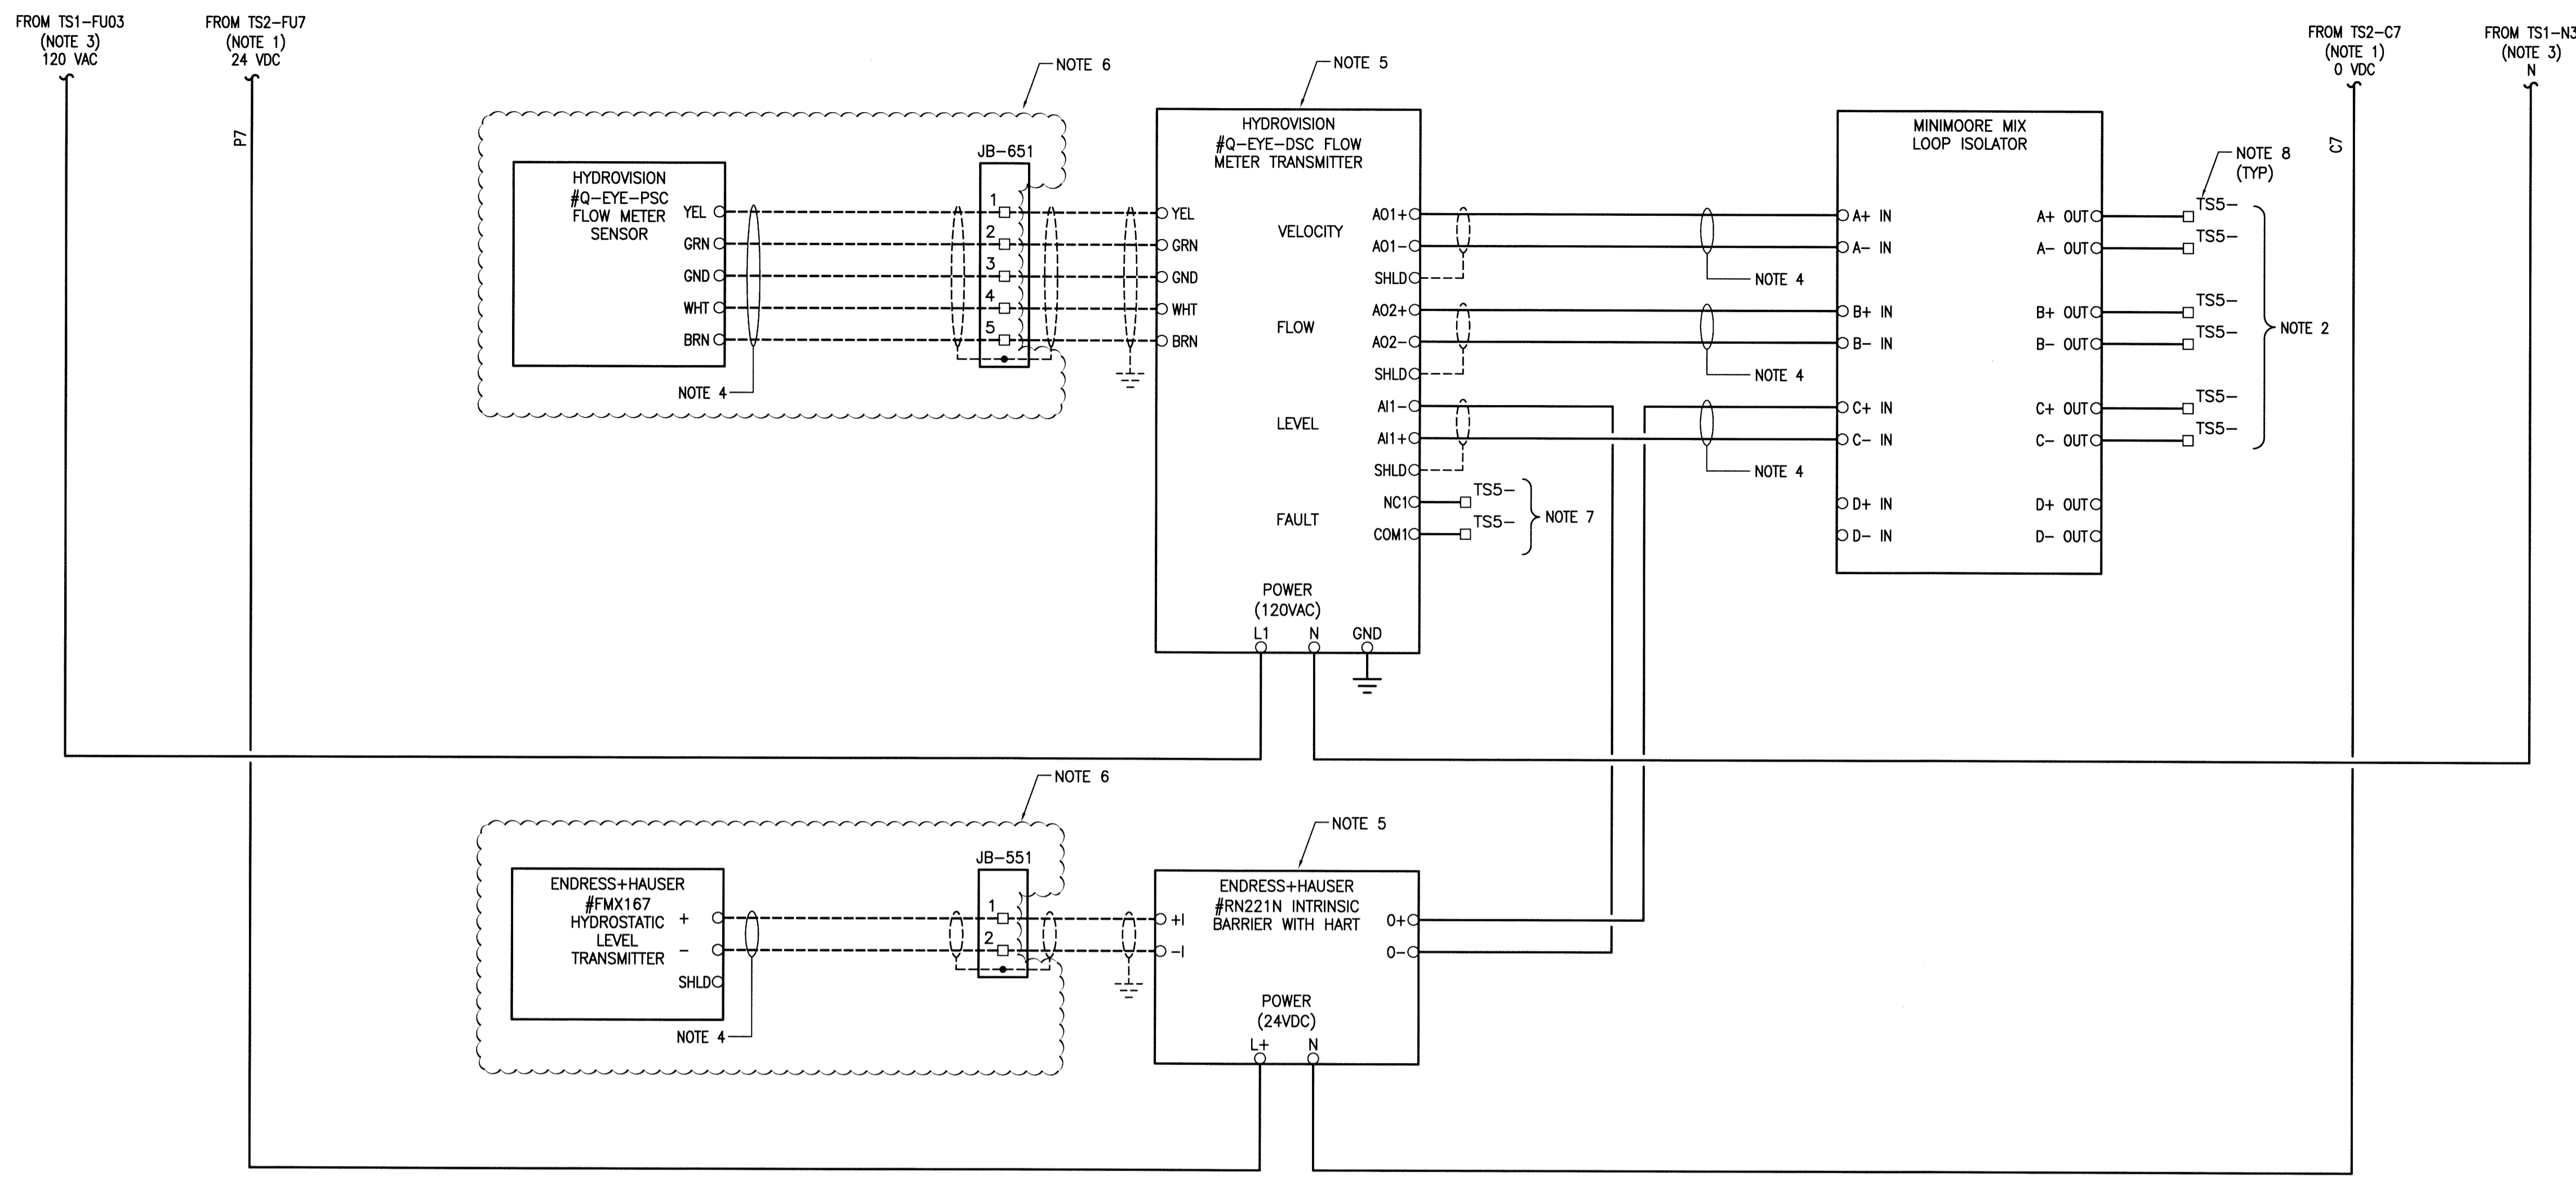 FROM TS1-FU03
(NOTE 3)
120 VAC
FROM TS2-FU7
(NOTE 1)
24 VDC
P7
NOTE 6
HYDROVISION
#Q-EYE-PSC
FLOW METER
SENSOR
YEL
GRN
GND
WHT
BRN
NOTE 4
JB-651
1
2
3
4
5
NOTE 5
HYDROVISION
#Q-EYE-DSC FLOW
METER TRANSMITTER
YEL
GRN
GND
WHT
BRN
VELOCITY
FLOW
LEVEL
FAULT
AO1+
AO1-
SHLD
AO2+
AO2-
SHLD
AI1-
AI1+
SHLD
NC1
COM1
TS5-
TS5-
NOTE 7
POWER
(120VAC)
L1 N GND
NOTE 4
NOTE 4
NOTE 4
MINIMOORE MIX
LOOP ISOLATOR
A+ IN
A- IN
B+ IN
B- IN
C+ IN
C- IN
D+ IN
D- IN
A+ OUT
A- OUT
B+ OUT
B- OUT
C+ OUT
C- OUT
D+ OUT
D- OUT
NOTE 8
(TYP)
TS5-
TS5-
TS5-
TS5-
TS5-
TS5-
NOTE 2
FROM TS2-C7
(NOTE 1)
0 VDC
C7
FROM TS1-N3
(NOTE 3)
N
NOTE 6
ENDRESS+HAUSER
#FMX167
HYDROSTATIC
LEVEL
TRANSMITTER
+
-
SHLD
NOTE 4
JB-551
1
2
NOTE 5
ENDRESS+HAUSER
#RN221N INTRINSIC
BARRIER WITH HART
+I
-I
O+
O-
POWER
(24VDC)
L+ N